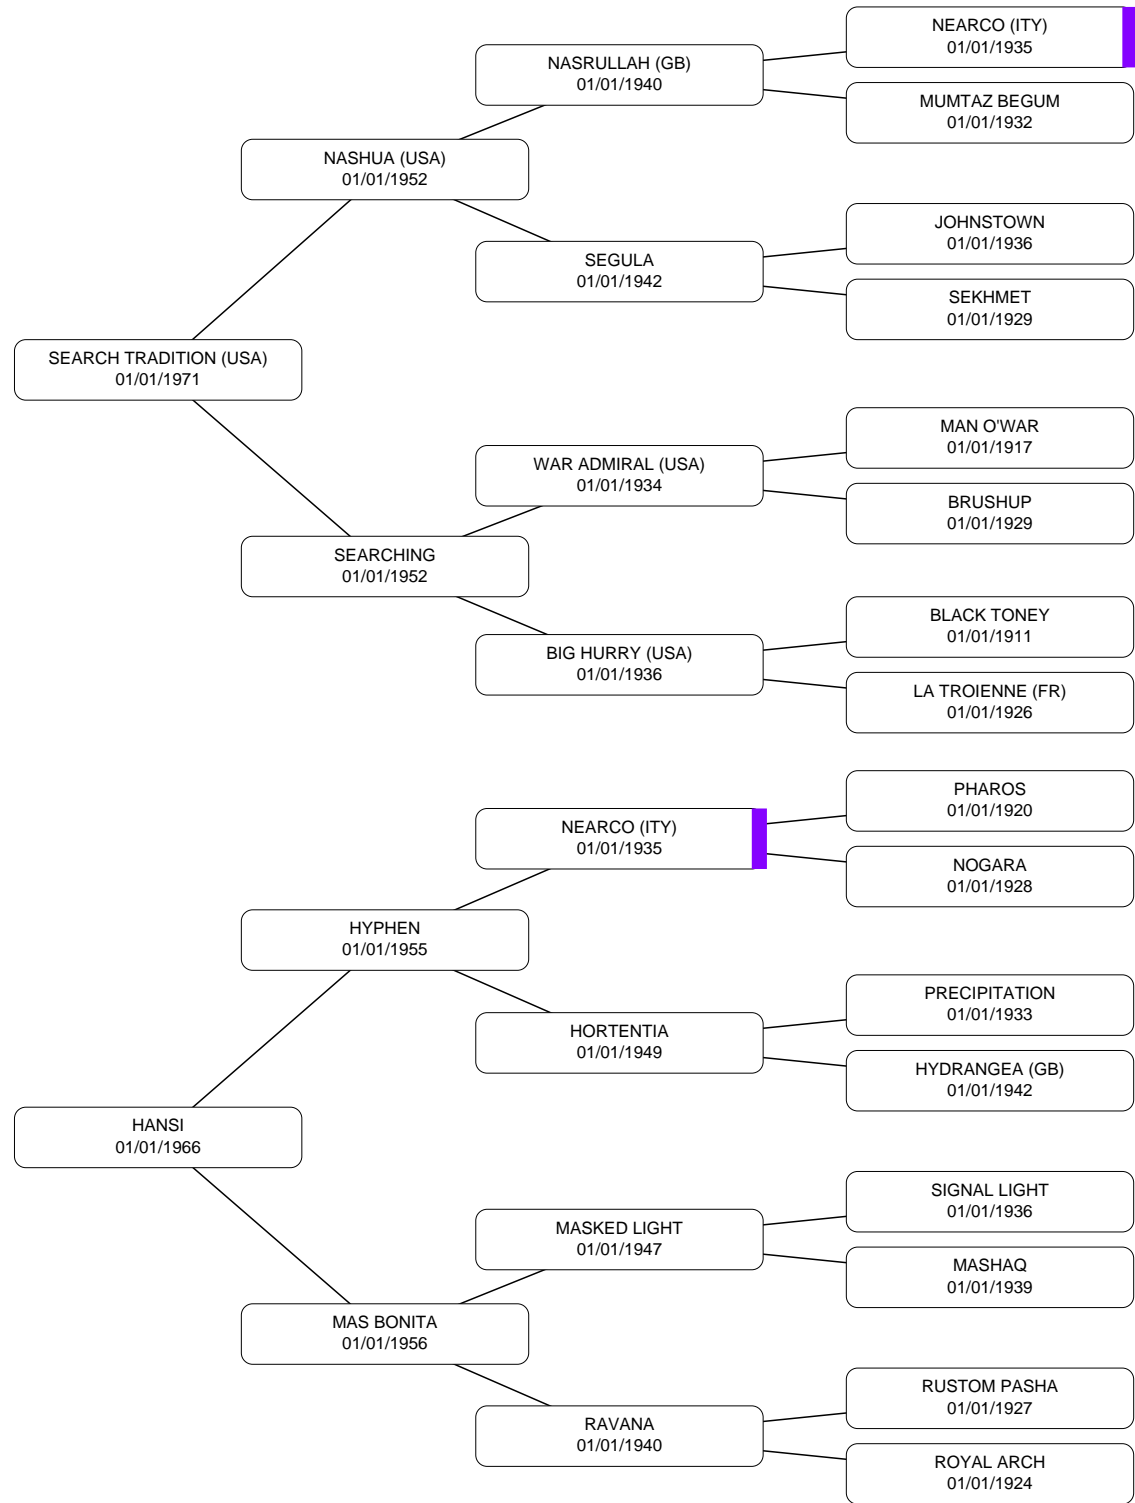 NEARCO (ITY)
01/01/1935
NASRULLAH (GB)
01/01/1940
MUMTAZ BEGUM
01/01/1932
NASHUA (USA)
01/01/1952
JOHNSTOWN
01/01/1936
SEGULA
01/01/1942
SEKHMET
01/01/1929
SEARCH TRADITION (USA)
01/01/1971
MAN O'WAR
01/01/1917
WAR ADMIRAL (USA)
01/01/1934
BRUSHUP
01/01/1929
SEARCHING
01/01/1952
BLACK TONEY
01/01/1911
BIG HURRY (USA)
01/01/1936
LA TROIENNE (FR)
01/01/1926
PHAROS
01/01/1920
NEARCO (ITY)
01/01/1935
NOGARA
01/01/1928
HYPHEN
01/01/1955
PRECIPITATION
01/01/1933
HORTENTIA
01/01/1949
HYDRANGEA (GB)
01/01/1942
HANSI
01/01/1966
SIGNAL LIGHT
01/01/1936
MASKED LIGHT
01/01/1947
MASHAQ
01/01/1939
MAS BONITA
01/01/1956
RUSTOM PASHA
01/01/1927
RAVANA
01/01/1940
ROYAL ARCH
01/01/1924